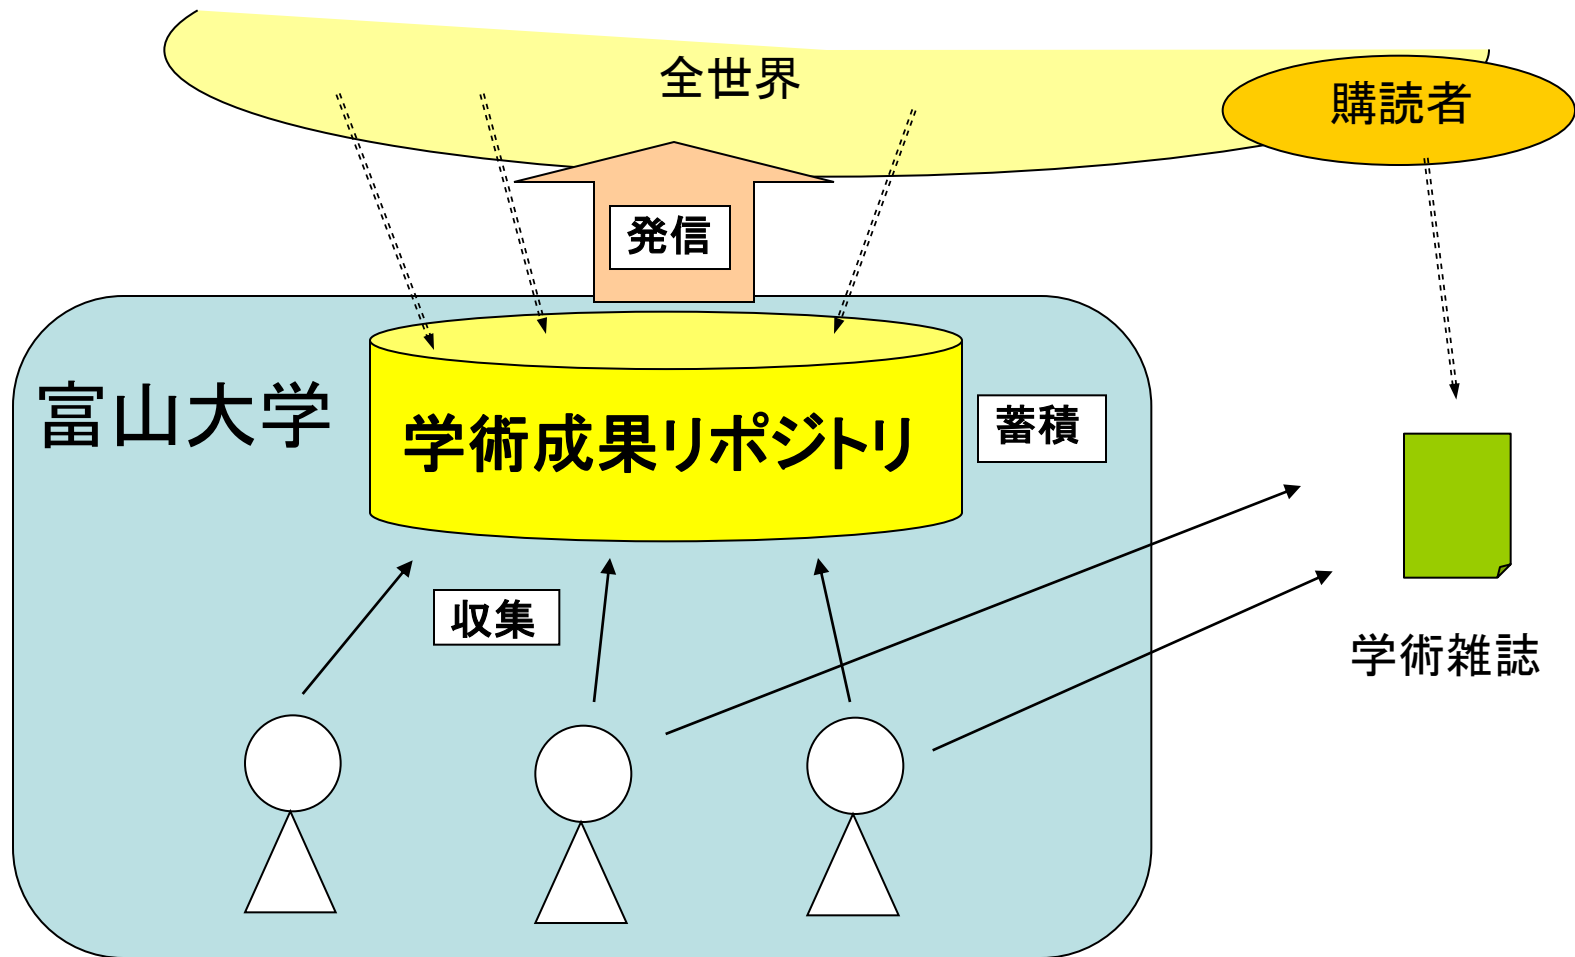 全世界
購読者
発信
富山大学
学術成果リポジトリ
蓄積
収集
学術雑誌